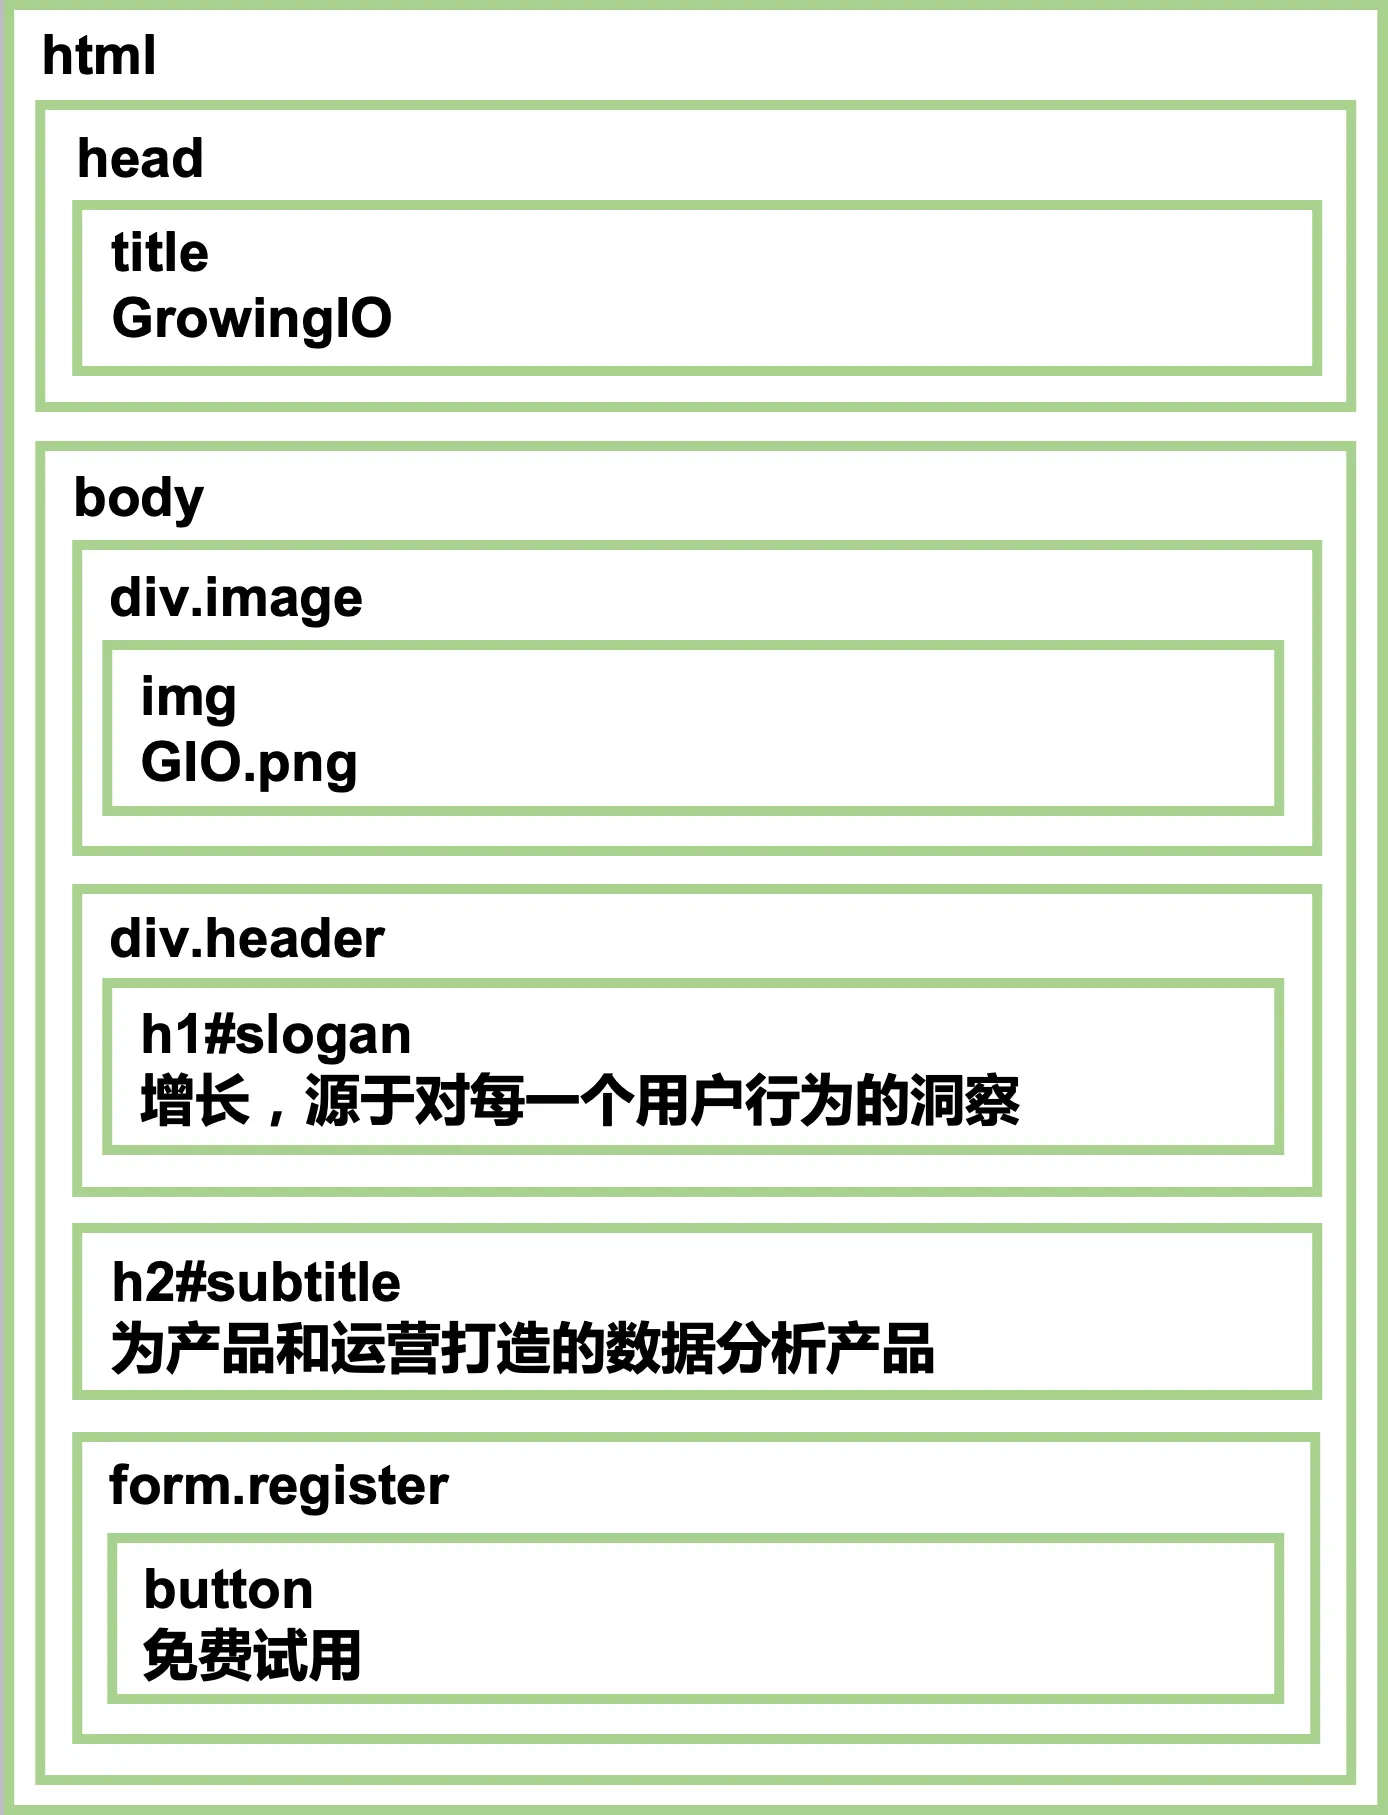 html
head
title
GrowingIO
body
div.image
img
GIO.png
div.header
h1#slogan
增长，源于对每一个用户行为的洞察
h2#subtitle
为产品和运营打造的数据分析产品
form.register
button
免费试用